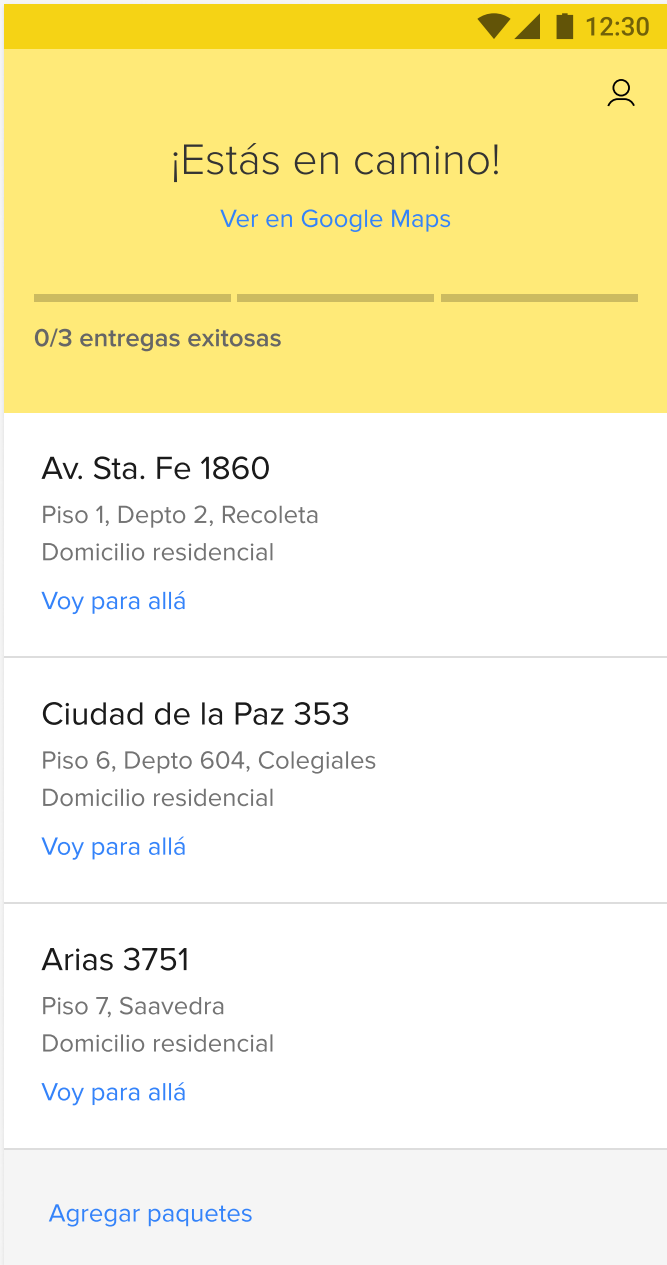 12:30
¡Estás en camino!
Ver en Google Maps
0/3 entregas exitosas
Av. Sta. Fe 1860
Piso 1, Depto 2, Recoleta
Domicilio residencial
Voy para allá
Ciudad de la Paz 353
Piso 6, Depto 604, Colegiales
Domicilio residencial
Voy para allá
Arias 3751
Piso 7, Saavedra
Domicilio residencial
Voy para allá
Agregar paquetes